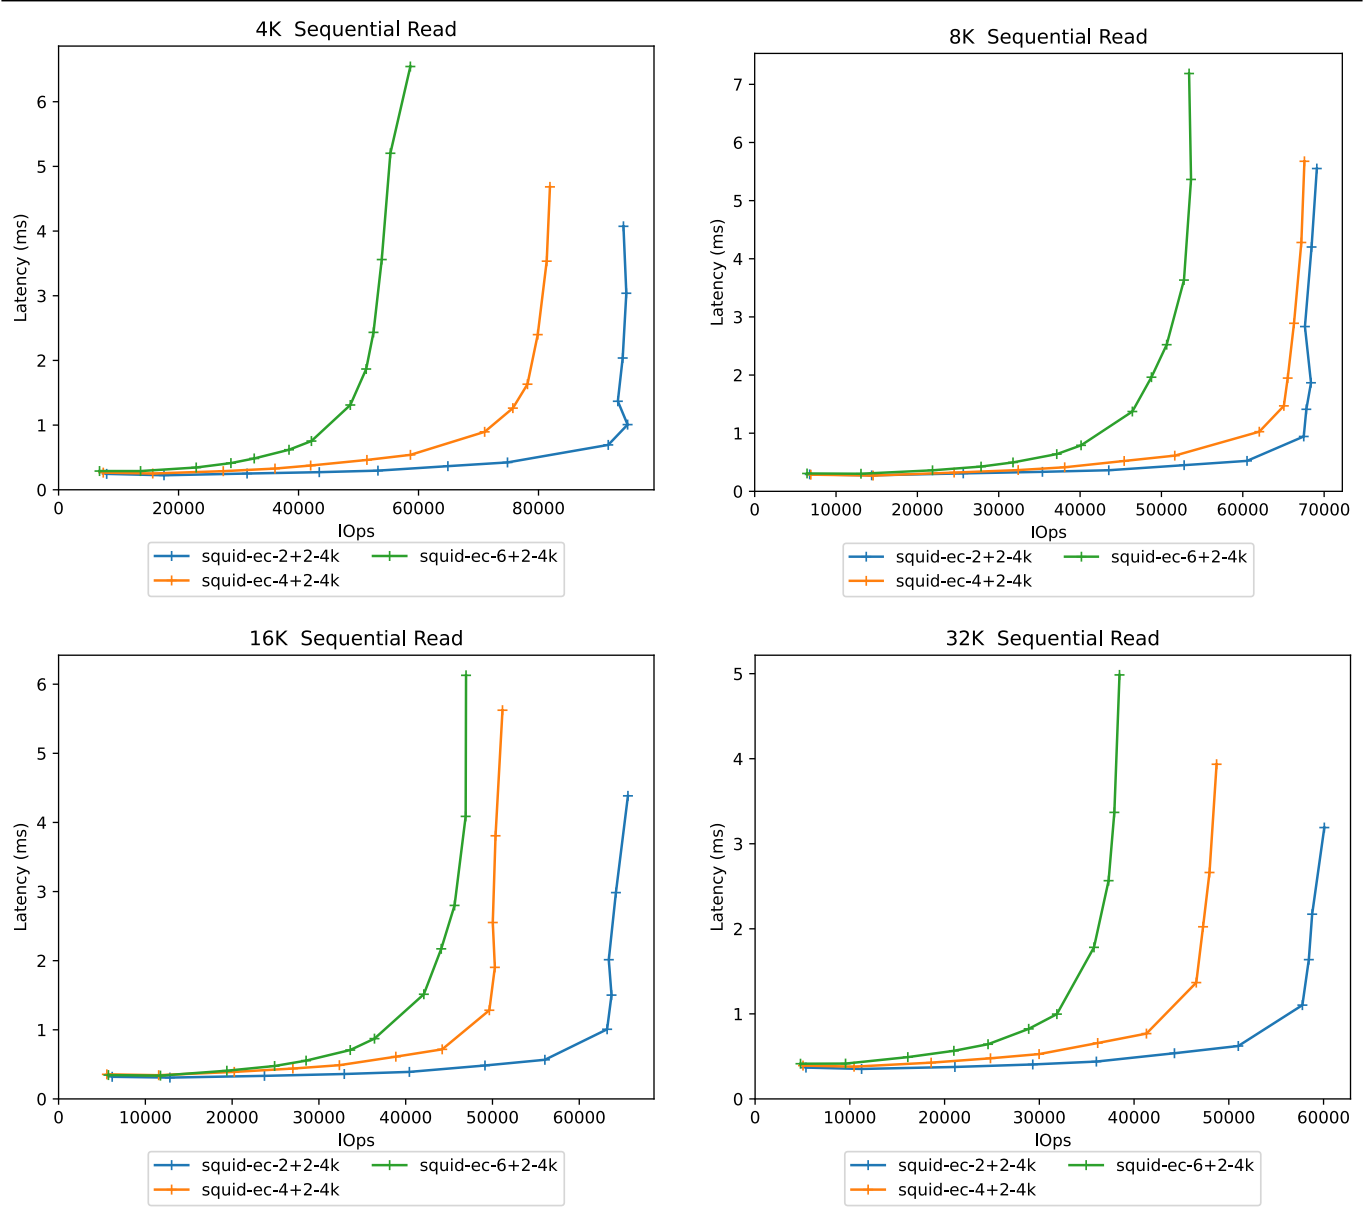 4K  Sequential Read
Latency (ms)
6
5
4
3
2
1
0
0 20000 40000 60000 80000
IOps
squid-ec-2+2-4k squid-ec-6+2-4k
squid-ec-4+2-4k
8K  Sequential Read
Latency (ms)
7
6
5
4
3
2
1
0
0 10000 20000 30000 40000 50000 60000 70000
IOps
squid-ec-2+2-4k squid-ec-6+2-4k
squid-ec-4+2-4k
16K  Sequential Read
Latency (ms)
6
5
4
3
2
1
0
0 10000 20000 30000 40000 50000 60000
IOps
squid-ec-2+2-4k squid-ec-6+2-4k
squid-ec-4+2-4k
32K  Sequential Read
Latency (ms)
5
4
3
2
1
0
0 10000 20000 30000 40000 50000 60000
IOps
squid-ec-2+2-4k squid-ec-6+2-4k
squid-ec-4+2-4k